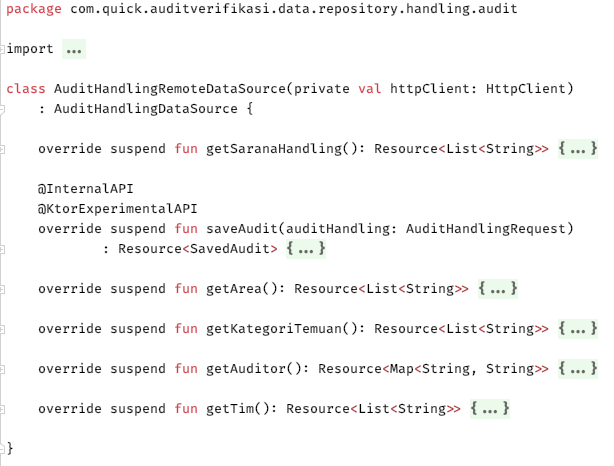 package com.quick.auditverifikasi.data.repository.handling.audit
import ...
class AuditHandlingRemoteDataSource(private val httpClient: HttpClient)
: AuditHandlingDataSource {
override suspend fun getSaranaHandling(): Resource<List<String>> {...}
@InternalAPI
@KtorExperimentalAPI
override suspend fun saveAudit(auditHandling: AuditHandlingRequest)
: Resource<SavedAudit> {...}
override suspend fun getArea(): Resource<List<String>> {...}
override suspend fun getKategoriTemuan(): Resource<List<String>> {...}
override suspend fun getAuditor(): Resource<Map<String, String>> {...}
override suspend fun getTim(): Resource<List<String>> {...}
}